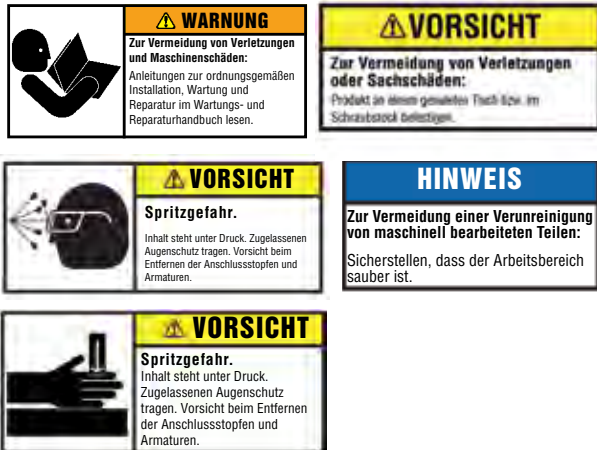 WARNUNG
Zur Vermeidung von Verletzungen
und Maschinenschäden:
Anleitungen zur ordnungsgemäßen
Installation, Wartung und
Reparatur im Wartungs- und
Reparaturhandbuch lesen.
VORSICHT
Zur Vermeidung von Verletzungen
oder Sachschäden:
Produkt an einem Tisch bzw. im
Schraubstock befestigen.
VORSICHT
Spritzgefahr.
Inhalt steht unter Druck. Zugelassenen
Augenschutz tragen. Vorsicht beim
Entfernen der Anschlussstopfen und
Armaturen.
HINWEIS
Zur Vermeidung einer Verunreinigung
von maschinell bearbeiteten Teilen:
Sicherstellen, dass der Arbeitsbereich
sauber ist.
VORSICHT
Spritzgefahr.
Inhalt steht unter Druck.
Zugelassenen Augenschutz
tragen. Vorsicht beim Entfernen
der Anschlussstopfen und
Armaturen.